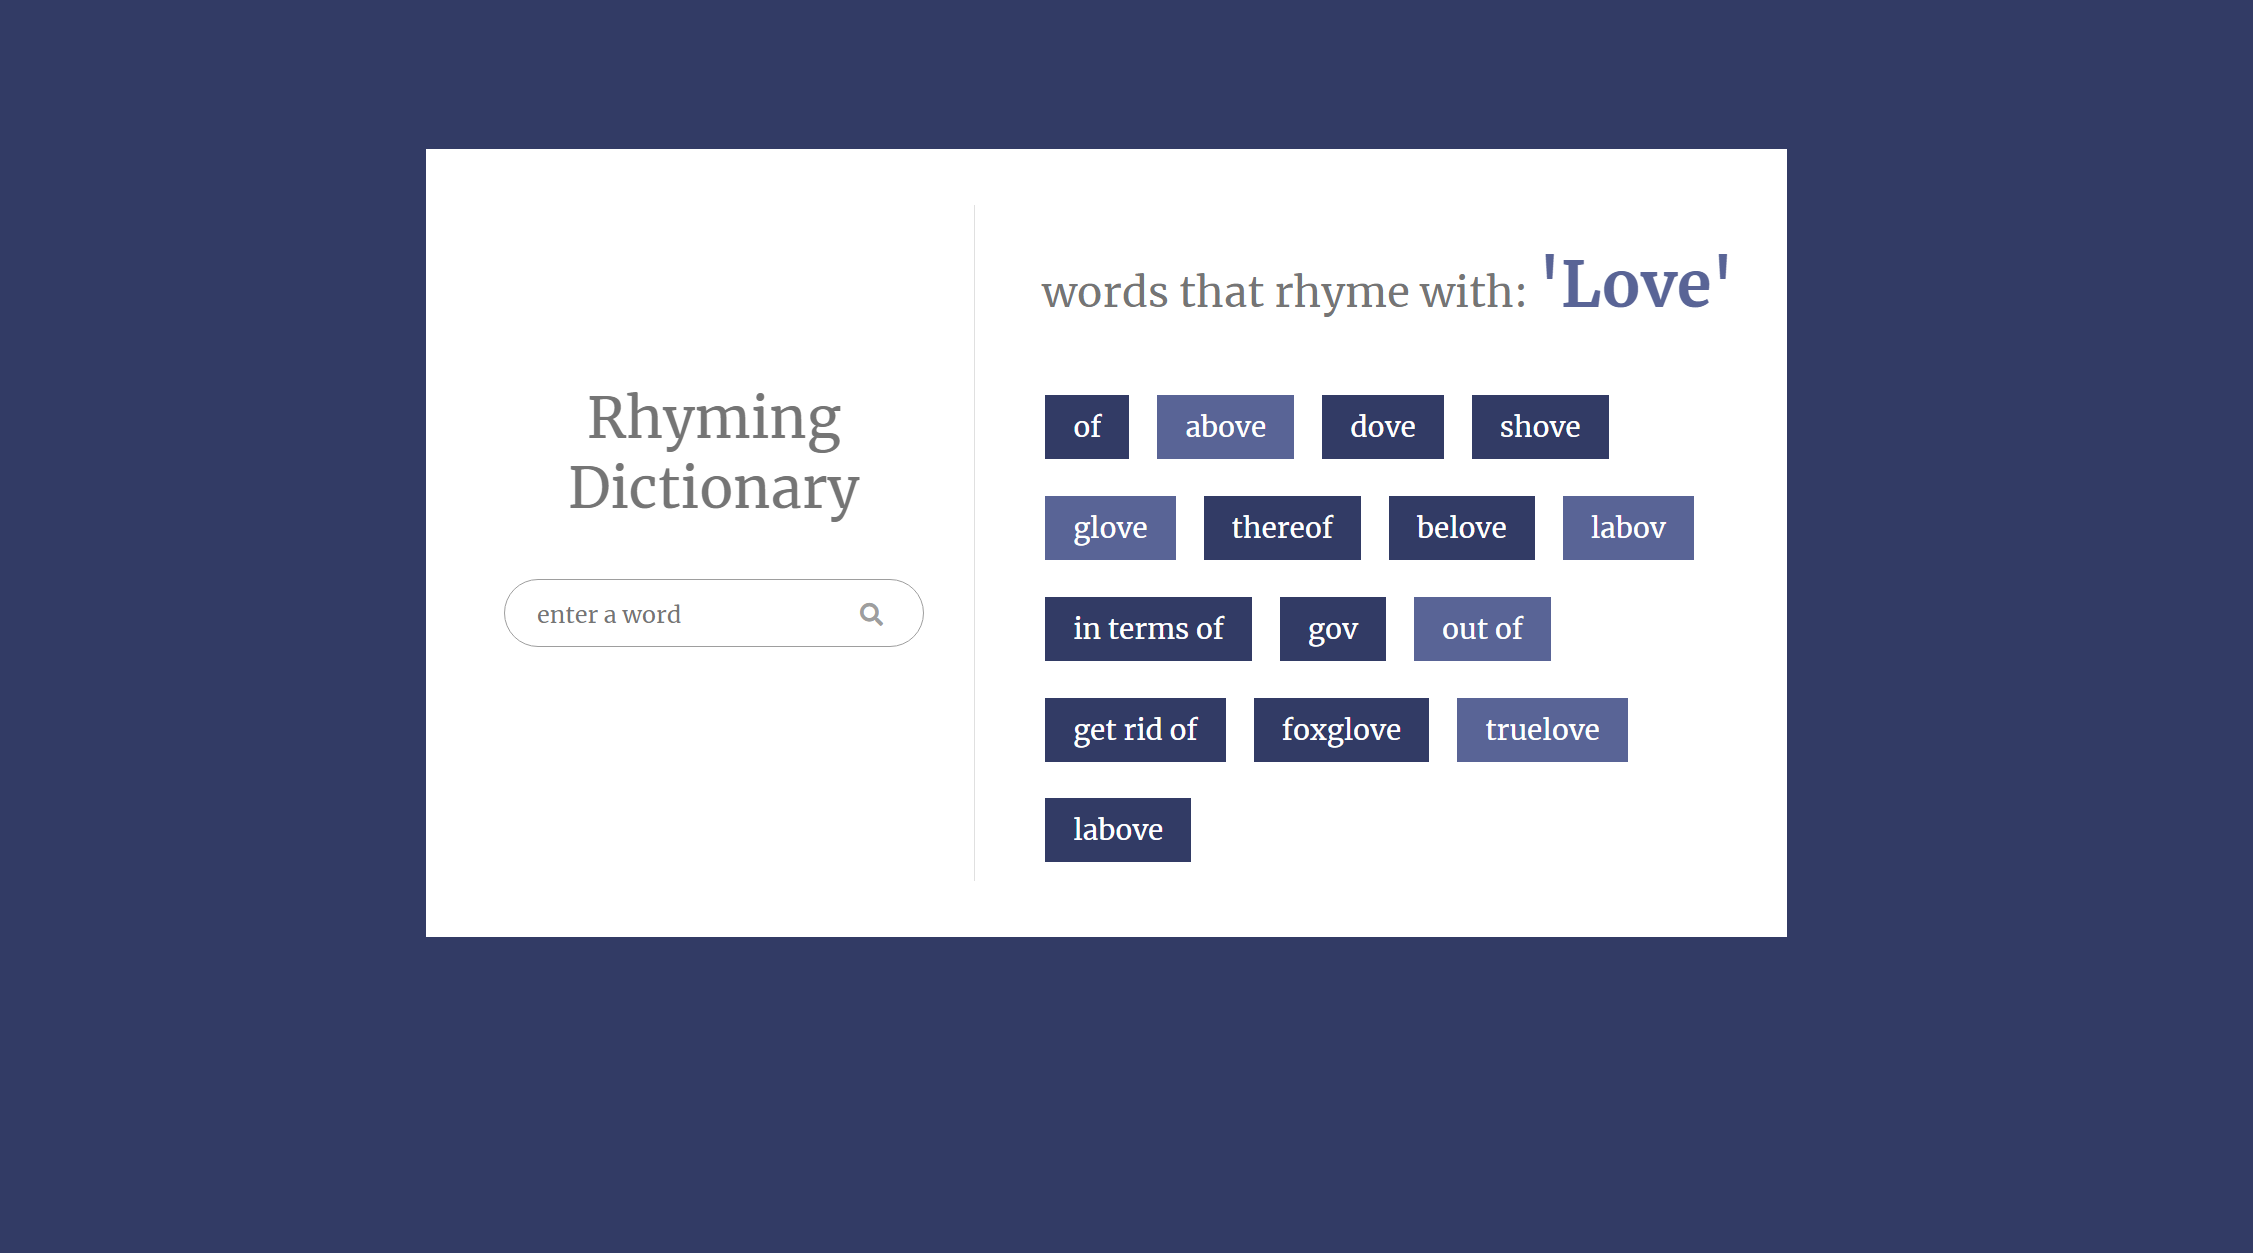 Rhyming
Dictionary
enter a word
words that rhyme with: 'Love'
of above dove shove
glove thereof belove labov
in terms of gov out of
get rid of foxglove truelove
labove